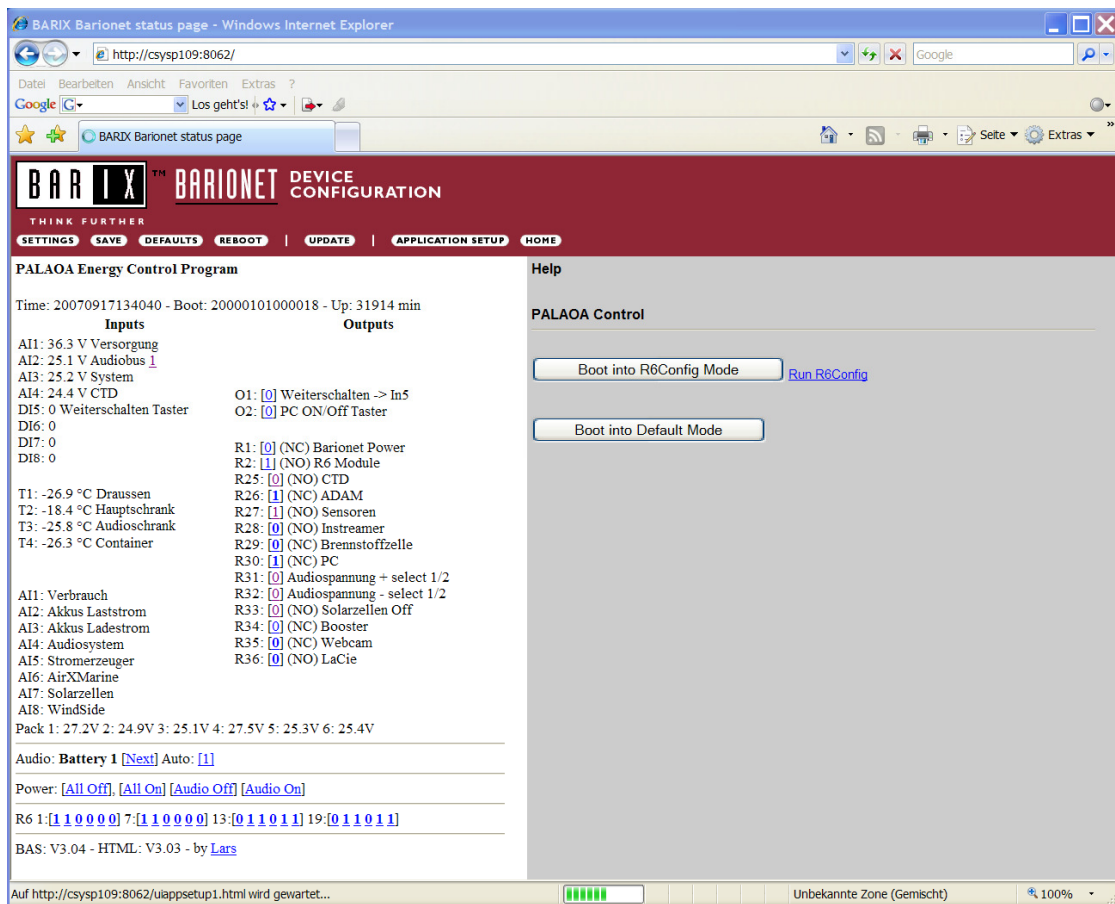 BARIX Barionet status page - Windows Internet Explorer
http://csysp109:8062/
Google
Datei Bearbeiten Ansicht Favoriten Extras ?
Google G Los geht's!
BARIX Barionet status page
Seite Extras »
BARIX ™ BARIONET DEVICE CONFIGURATION
THINK FURTHER
SETTINGS SAVE DEFAULTS REBOOT | UPDATE | APPLICATION SETUP HOME
PALAOA Energy Control Program
Time: 20070917134040 - Boot: 20000101000018 - Up: 31914 min
Inputs
AI1: 36.3 V Versorgung
AI2: 25.1 V Audiobus 1
AI3: 25.2 V System
AI4: 24.4 V CTD
DI5: 0 Weiterschalten Taster
DI6: 0
DI7: 0
DI8: 0
T1: -26.9 °C Draussen
T2: -18.4 °C Hauptschrank
T3: -25.8 °C Audioschrank
T4: -26.3 °C Container
AI1: Verbrauch
AI2: Akkus Laststrom
AI3: Akkus Ladestrom
AI4: Audiosystem
AI5: Stromerzeuger
AI6: AirXMarine
AI7: Solarzellen
AI8: WindSide
Outputs
O1: [0] Weiterschalten -> In5
O2: [0] PC ON/Off Taster
R1: [0] (NC) Barionet Power
R2: [1] (NO) R6 Module
R25: [0] (NO) CTD
R26: [1] (NC) ADAM
R27: [1] (NO) Sensoren
R28: [0] (NO) Instreamer
R29: [0] (NC) Brennstoffzelle
R30: [1] (NC) PC
R31: [0] Audiospannung + select 1/2
R32: [0] Audiospannung - select 1/2
R33: [0] (NO) Solarzellen Off
R34: [0] (NC) Booster
R35: [0] (NC) Webcam
R36: [0] (NO) LaCie
Pack 1: 27.2V 2: 24.9V 3: 25.1V 4: 27.5V 5: 25.3V 6: 25.4V
Audio: Battery 1 [Next] Auto: [1]
Power: [All Off], [All On] [Audio Off] [Audio On]
R6 1:[1 1 0 0 0 0] 7:[1 1 0 0 0 0] 13:[0 1 1 0 1 1] 19:[0 1 1 0 1 1]
BAS: V3.04 - HTML: V3.03 - by Lars
Help
PALAOA Control
Boot into R6Config Mode Run R6Config
Boot into Default Mode
Auf http://csysp109:8062/uiappsetup1.html wird gewartet... Unbekannte Zone (Gemischt) 100%